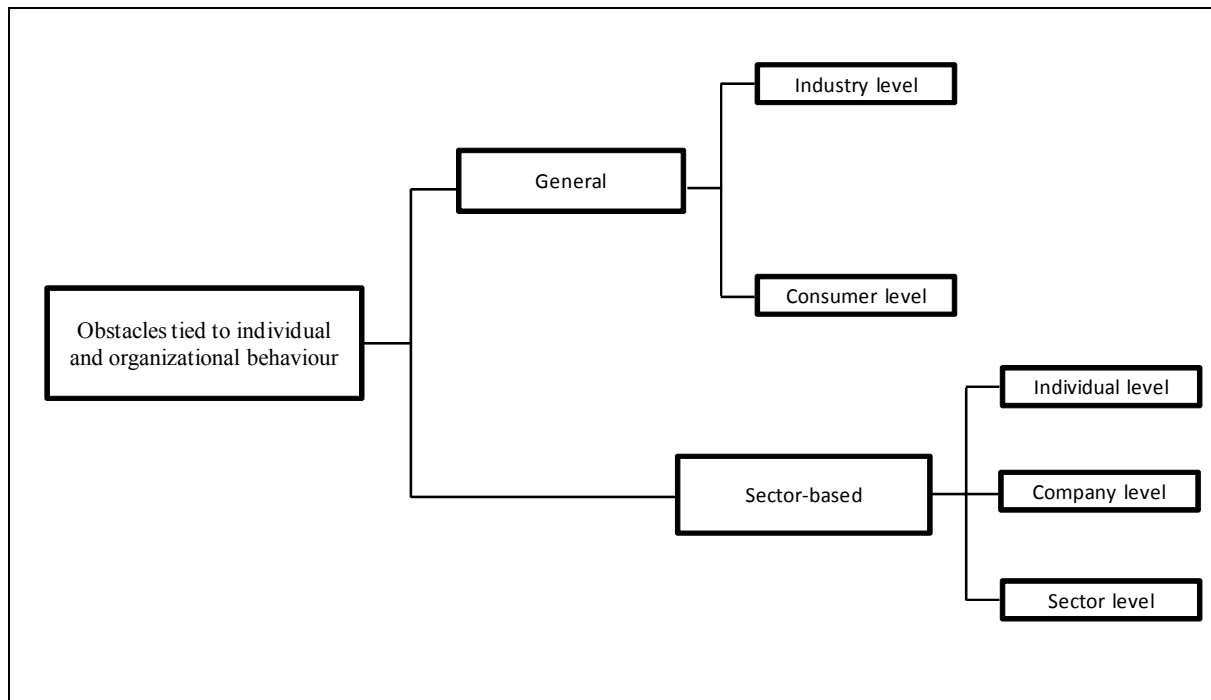 Industry level
General
Consumer level
Obstacles tied to individual
and organizational behaviour
Individual level
Sector-based
Company level
Sector level